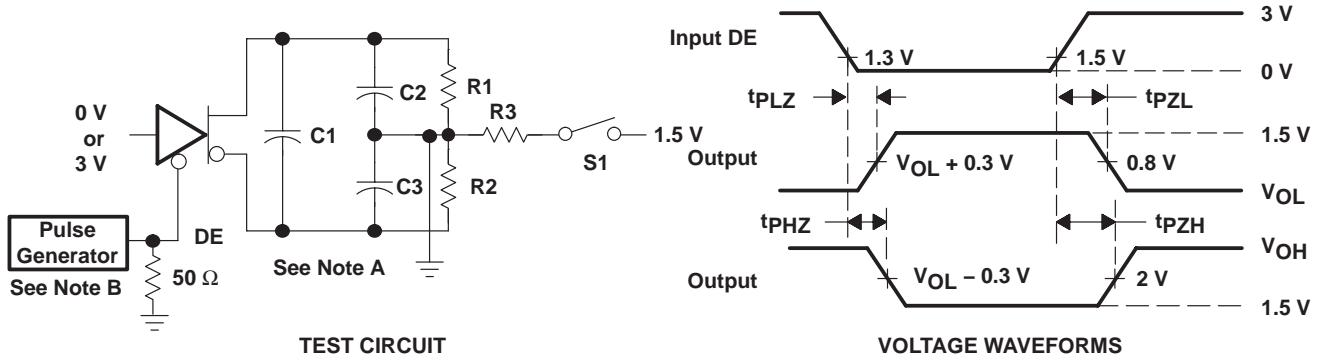 0 V
or
3 V
C1
C2
C3
R1
R2
R3
S1
1.5 V
Pulse
Generator
See Note B
DE
50 Ω
See Note A
TEST CIRCUIT
Input DE
3 V
1.3 V
1.5 V
0 V
tPLZ
tPZL
Output
1.5 V
VOL + 0.3 V
0.8 V
VOL
tPHZ
tPZH
Output
VOH
VOL – 0.3 V
2 V
1.5 V
VOLTAGE WAVEFORMS